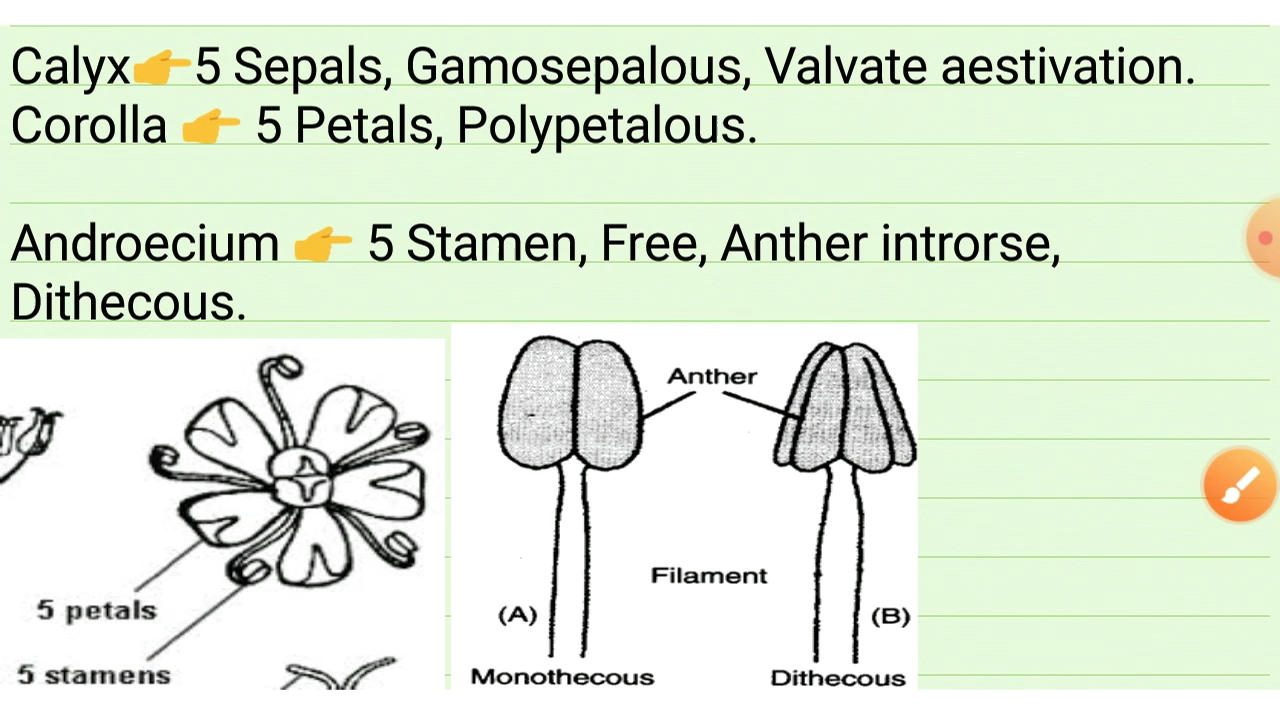 Calyx👉5 Sepals, Gamosepalous, Valvate aestivation.
Corolla 👉 5 Petals, Polypetalous.
Androecium 👉 5 Stamen, Free, Anther introrse,
Dithecous.
Anther
Filament
(A)
(B)
5 petals
5 stamens
Monothecous
Dithecous